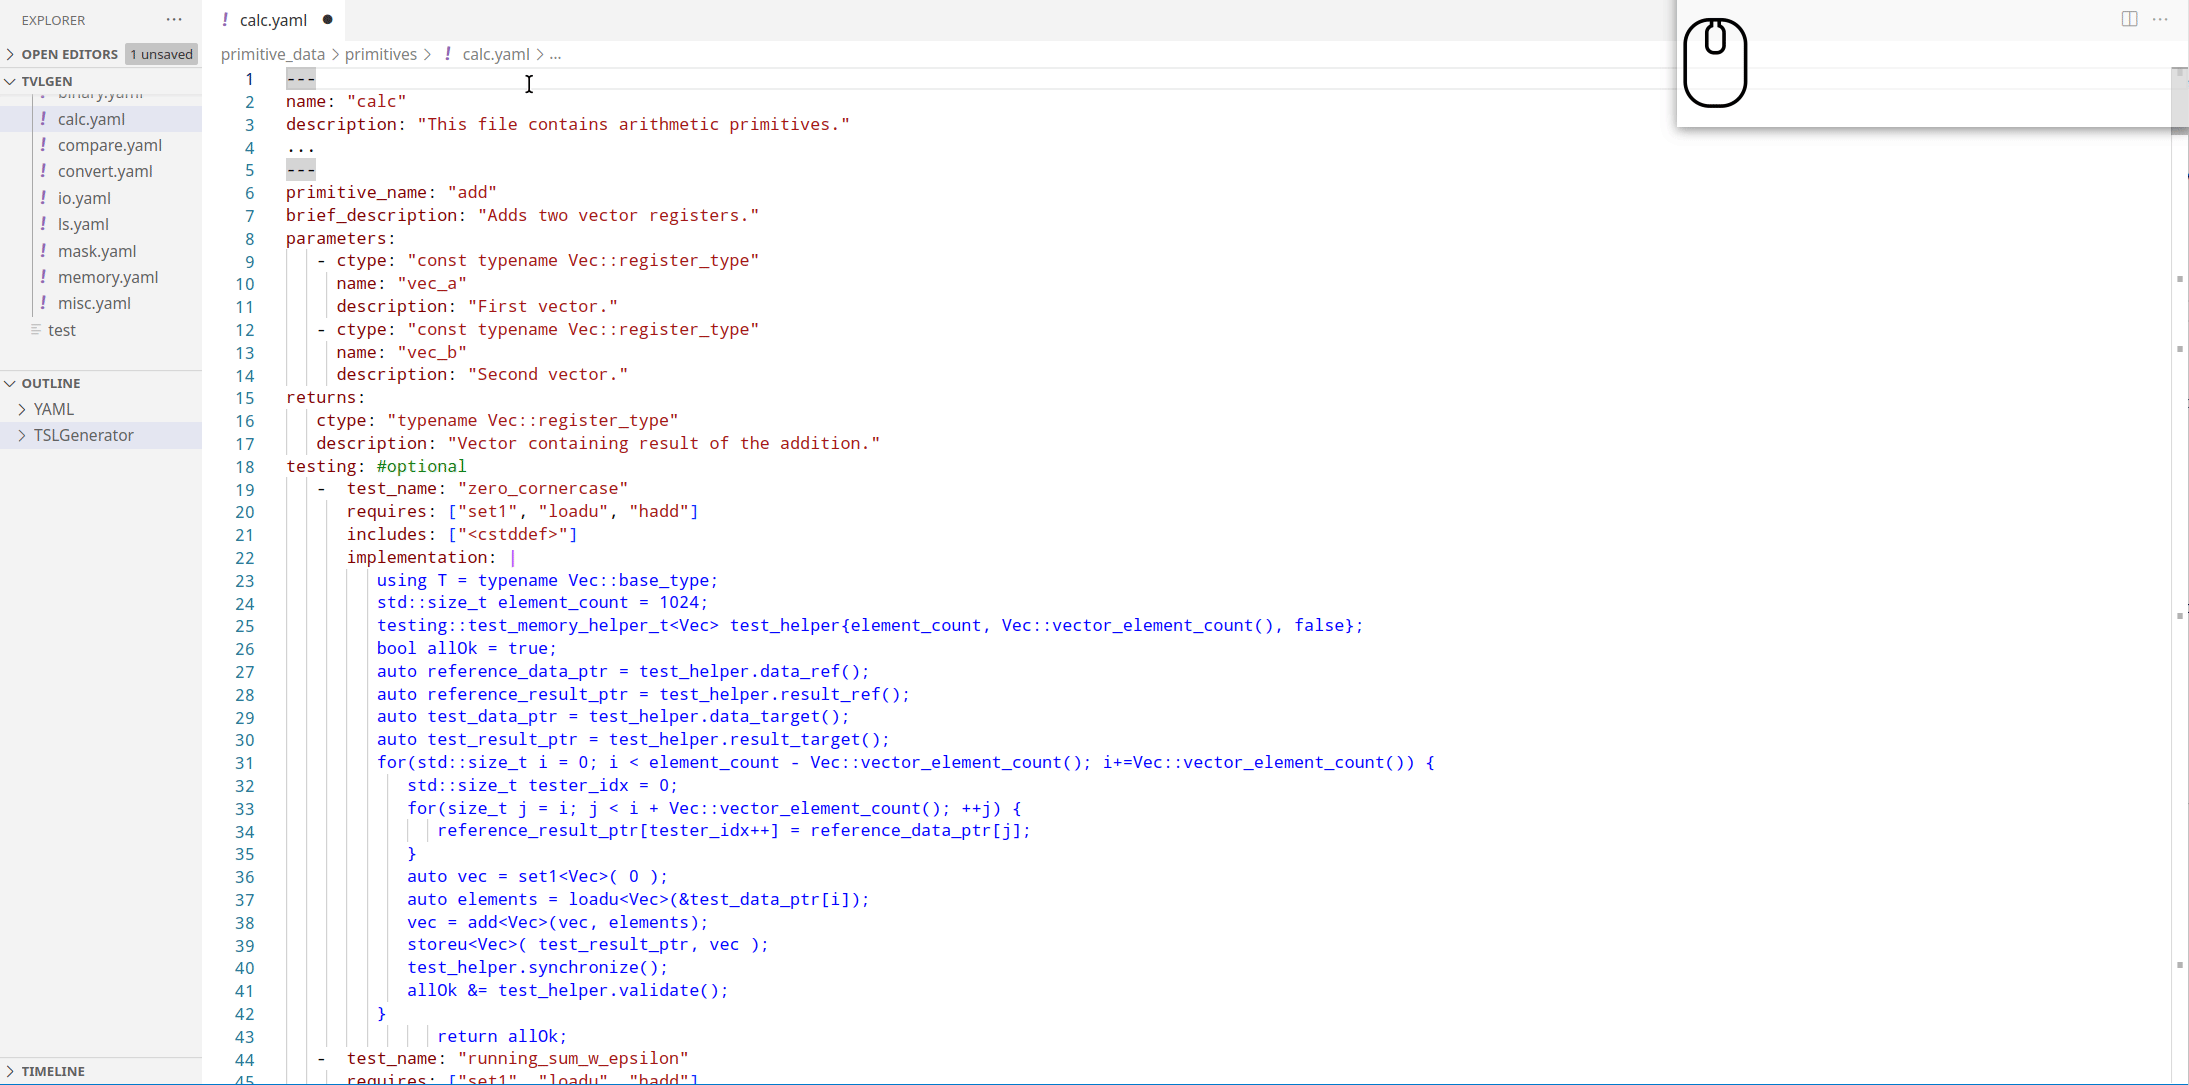 EXPLORER ...
OPEN EDITORS 1 unsaved
TVLGEN
binary.yaml
! calc.yaml
! compare.yaml
! convert.yaml
! io.yaml
! ls.yaml
! mask.yaml
! memory.yaml
! misc.yaml
test
OUTLINE
YAML
TSLGenerator
TIMELINE
! calc.yaml ●
primitive_data > primitives > ! calc.yaml > ...
1 ---
2 name: "calc"
3 description: "This file contains arithmetic primitives."
4 ...
5 ---
6 primitive_name: "add"
7 brief_description: "Adds two vector registers."
8 parameters:
9 - ctype: "const typename Vec::register_type"
10 name: "vec_a"
11 description: "First vector."
12 - ctype: "const typename Vec::register_type"
13 name: "vec_b"
14 description: "Second vector."
15 returns:
16 ctype: "typename Vec::register_type"
17 description: "Vector containing result of the addition."
18 testing: #optional
19 - test_name: "zero_cornercase"
20 requires: ["set1", "loadu", "hadd"]
21 includes: ["<cstddef>"]
22 implementation: |
23 using T = typename Vec::base_type;
24 std::size_t element_count = 1024;
25 testing::test_memory_helper_t<Vec> test_helper{element_count, Vec::vector_element_count(), false};
26 bool allOk = true;
27 auto reference_data_ptr = test_helper.data_ref();
28 auto reference_result_ptr = test_helper.result_ref();
29 auto test_data_ptr = test_helper.data_target();
30 auto test_result_ptr = test_helper.result_target();
31 for(std::size_t i = 0; i < element_count - Vec::vector_element_count(); i+=Vec::vector_element_count()) {
32 std::size_t tester_idx = 0;
33 for(size_t j = i; j < i + Vec::vector_element_count(); ++j) {
34 reference_result_ptr[tester_idx++] = reference_data_ptr[j];
35 }
36 auto vec = set1<Vec>( 0 );
37 auto elements = loadu<Vec>(&test_data_ptr[i]);
38 vec = add<Vec>(vec, elements);
39 storeu<Vec>( test_result_ptr, vec );
40 test_helper.synchronize();
41 allOk &= test_helper.validate();
42 }
43 return allOk;
44 - test_name: "running_sum_w_epsilon"
45 requires: ["set1", "loadu", "hadd"]